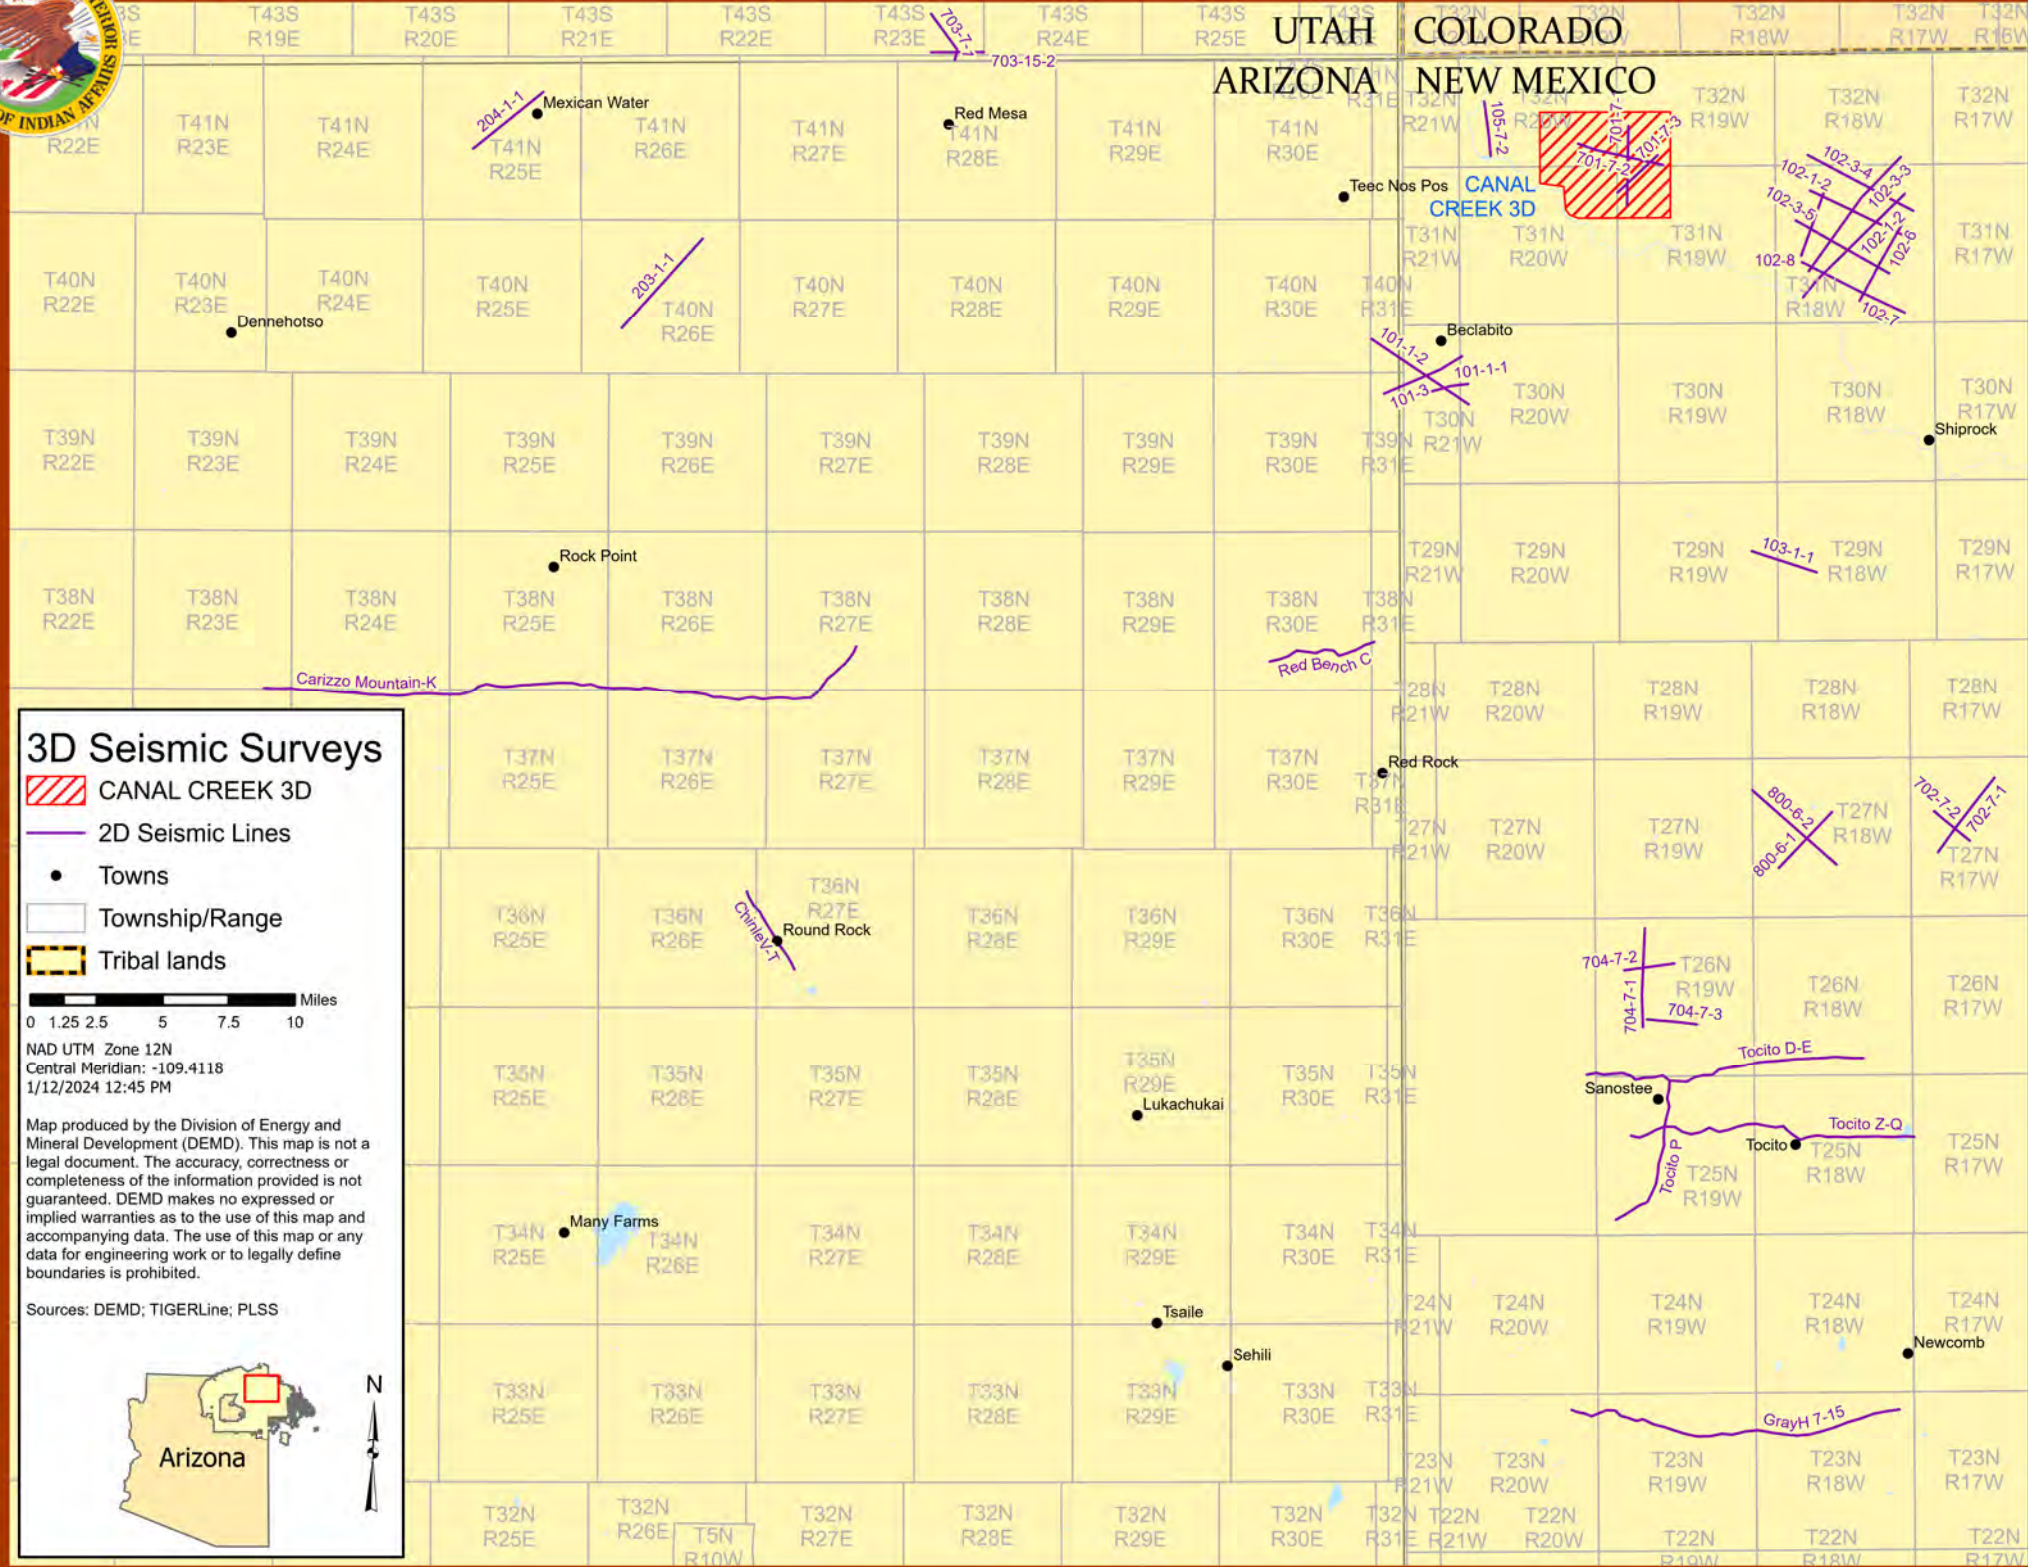 T43S
R19E
T43S
R20E
T43S
R21E
T43S
R22E
T43S
R23E
T43S
R24E
T43S
R25E
703-7-1
703-15-2
UTAH
COLORADO
ARIZONA
NEW MEXICO
T32N
R18W
T32N
R17W
T32N
R16W
INTERIOR
OF INDIAN AFFAIRS
R22E
T41N
R23E
T41N
R24E
204-1-1
Mexican Water
T41N
R25E
T41N
R26E
T41N
R27E
Red Mesa
T41N
R28E
T41N
R29E
T41N
R30E
R31E
T32N
R21W
105-7-2
T32N
R20W
701-7-1
701-7-2
701-7-3
T32N
R19W
T32N
R18W
T32N
R17W
Teec Nos Pos
CANAL
CREEK 3D
102-3-4
102-3-3
102-1-2
102-3-5
102-1-2
102-6
102-8
102-7
T31N
R21W
T31N
R20W
T31N
R19W
T31N
R18W
T31N
R17W
T40N
R22E
T40N
R23E
T40N
R24E
Dennehotso
T40N
R25E
203-1-1
T40N
R26E
T40N
R27E
T40N
R28E
T40N
R29E
T40N
R30E
T40N
R31E
Beclabito
101-1-2
101-1-1
101-3
T30N
R21W
T30N
R20W
T30N
R19W
T30N
R18W
T30N
R17W
Shiprock
T39N
R22E
T39N
R23E
T39N
R24E
T39N
R25E
T39N
R26E
T39N
R27E
T39N
R28E
T39N
R29E
T39N
R30E
T39N
R31E
Rock Point
T29N
R21W
T29N
R20W
T29N
R19W
103-1-1
T29N
R18W
T29N
R17W
T38N
R22E
T38N
R23E
T38N
R24E
T38N
R25E
T38N
R26E
T38N
R27E
T38N
R28E
T38N
R29E
T38N
R30E
T38N
R31E
Carizzo Mountain-K
Red Bench C
T28N
R21W
T28N
R20W
T28N
R19W
T28N
R18W
T28N
R17W
T37N
R25E
T37N
R26E
T37N
R27E
T37N
R28E
T37N
R29E
T37N
R30E
Red Rock
T37N
R31E
T27N
R21W
T27N
R20W
T27N
R19W
800-6-2
800-6-1
T27N
R18W
702-7-2
702-7-1
T27N
R17W
T36N
R25E
T36N
R26E
ChinleV-T
T36N
R27E
Round Rock
T36N
R28E
T36N
R29E
T36N
R30E
T36N
R31E
704-7-2
704-7-1
704-7-3
T26N
R19W
T26N
R18W
T26N
R17W
T35N
R25E
T35N
R26E
T35N
R27E
T35N
R28E
T35N
R29E
Lukachukai
T35N
R30E
T35N
R31E
Tocito D-E
Sanostee
Tocito Z-Q
Tocito
Tocito P
T25N
R19W
T25N
R18W
T25N
R17W
T34N
R25E
Many Farms
T34N
R26E
T34N
R27E
T34N
R28E
T34N
R29E
T34N
R30E
T34N
R31E
Tsaile
Sehili
T24N
R21W
T24N
R20W
T24N
R19W
T24N
R18W
T24N
R17W
Newcomb
T33N
R25E
T33N
R26E
T33N
R27E
T33N
R28E
T33N
R29E
T33N
R30E
T33N
R31E
GrayH 7-15
T23N
R21W
T23N
R20W
T23N
R19W
T23N
R18W
T23N
R17W
T32N
R25E
T32N
R26E
T5N
R10W
T32N
R27E
T32N
R28E
T32N
R29E
T32N
R30E
T32N
R31E
T22N
R21W
T22N
R20W
T22N
R19W
T22N
R18W
T22N
R17W
3D Seismic Surveys
CANAL CREEK 3D
2D Seismic Lines
Towns
Township/Range
Tribal lands
Miles
0 1.25 2.5 5 7.5 10
NAD UTM Zone 12N
Central Meridian: -109.4118
1/12/2024 12:45 PM
Map produced by the Division of Energy and
Mineral Development (DEMD). This map is not a
legal document. The accuracy, correctness or
completeness of the information provided is not
guaranteed. DEMD makes no expressed or
implied warranties as to the use of this map and
accompanying data. The use of this map or any
data for engineering work or to legally define
boundaries is prohibited.
Sources: DEMD; TIGERLine; PLSS
Arizona
N